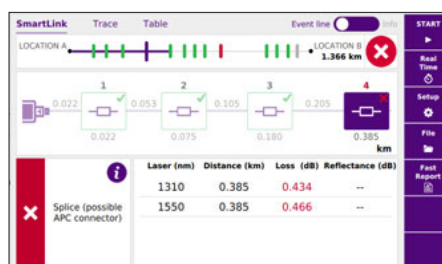 SmartLink Trace Table Event line Info START
LOCATION A LOCATION B
1.366 km
Real Time
1 2 3 4
Setup
0.022 0.053 0.105 0.205
File
0.022 0.075 0.180 0.385
km
Fast Report
Laser (nm) Distance (km) Loss (dB) Reflectance (dB)
i
1310 0.385 0.434 --
Splice (possible
APC connector)
1550 0.385 0.466 --